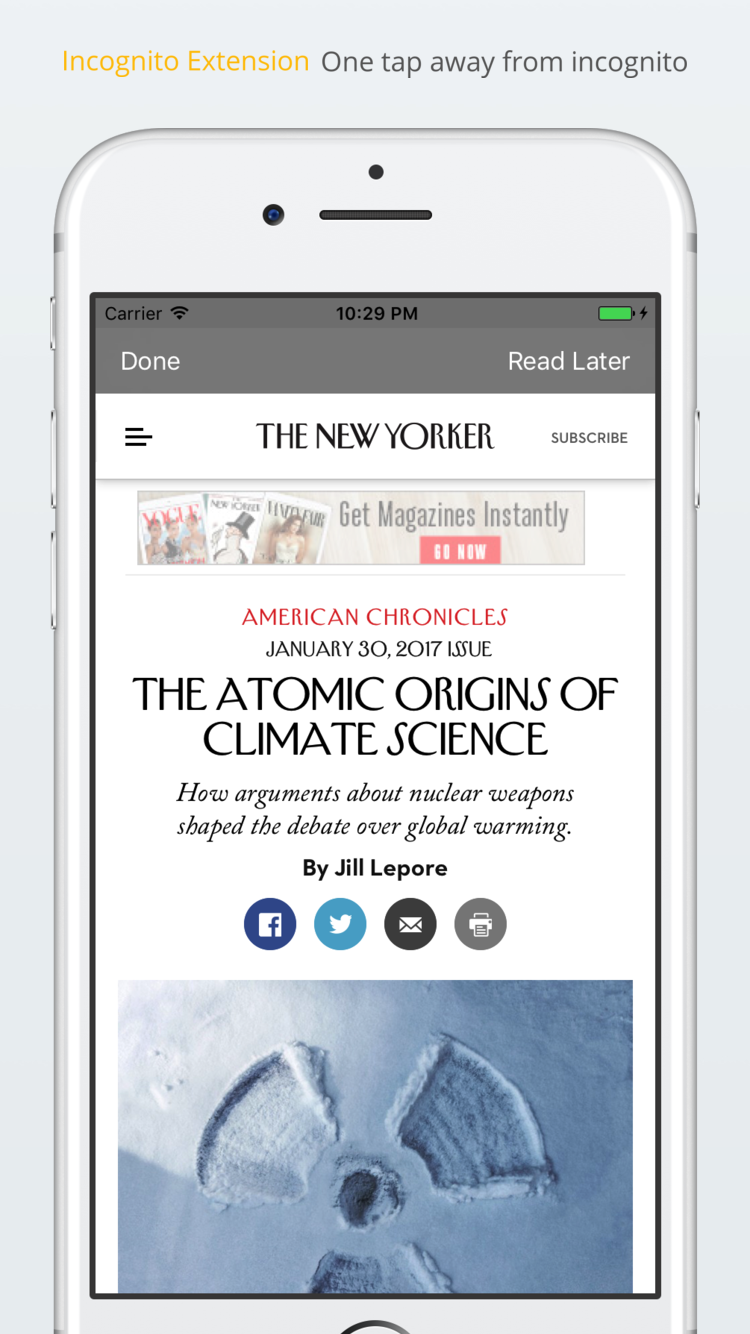 Incognito Extension One tap away from incognito
Carrier 10:29 PM
Done Read Later
THE NEW YORKER SUBSCRIBE
VOGUE NEW YORKER VANITY FAIR Get Magazines Instantly
GO NOW
AMERICAN CHRONICLES
JANUARY 30, 2017 ISSUE
THE ATOMIC ORIGINS OF
CLIMATE SCIENCE
How arguments about nuclear weapons
shaped the debate over global warming.
By Jill Lepore